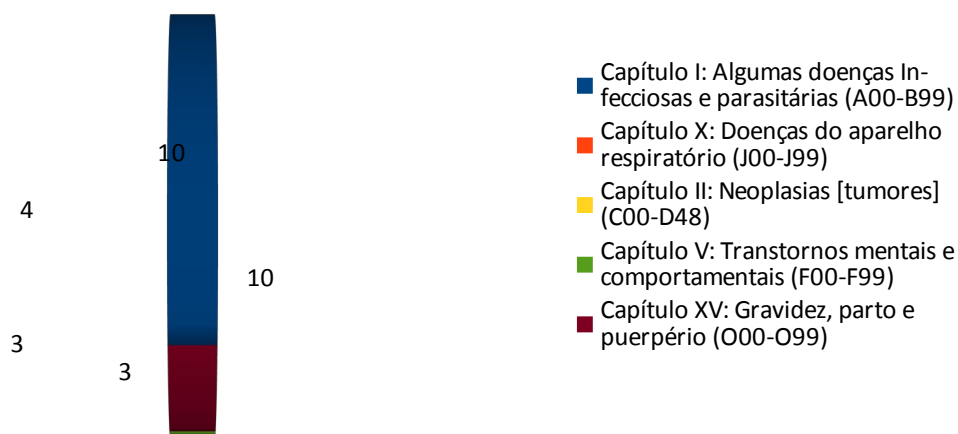 10
4
10
3
3
Capítulo I: Algumas doenças In-
fecciosas e parasitárias (A00-B99)
Capítulo X: Doenças do aparelho
respiratório (J00-J99)
Capítulo II: Neoplasias [tumores]
(C00-D48)
Capítulo V: Transtornos mentais e
comportamentais (F00-F99)
Capítulo XV: Gravidez, parto e
puerpério (O00-O99)